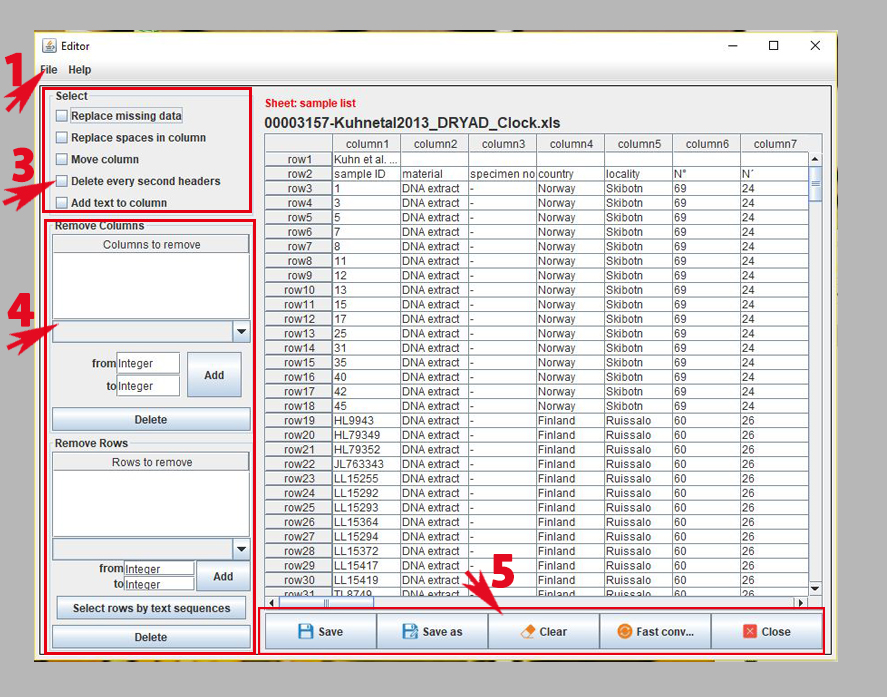 Editor
1
File Help
Select
Replace missing data
Replace spaces in column
Move column
3
Delete every second headers
Add text to column
Remove Columns
Columns to remove
4
from Integer
to Integer
Add
Delete
Remove Rows
Rows to remove
from Integer
to Integer
Add
Select rows by text sequences
Delete
Sheet: sample list
00003157-Kuhnetal2013_DRYAD_Clock.xls
column1 column2 column3 column4 column5 column6 column7
row1 Kuhn et al. ...
row2 sample ID material specimen no country locality N° N´
row3 1 DNA extract - Norway Skibotn 69 24
row4 3 DNA extract - Norway Skibotn 69 24
row5 5 DNA extract - Norway Skibotn 69 24
row6 7 DNA extract - Norway Skibotn 69 24
row7 8 DNA extract - Norway Skibotn 69 24
row8 11 DNA extract - Norway Skibotn 69 24
row9 12 DNA extract - Norway Skibotn 69 24
row10 13 DNA extract - Norway Skibotn 69 24
row11 15 DNA extract - Norway Skibotn 69 24
row12 17 DNA extract - Norway Skibotn 69 24
row13 25 DNA extract - Norway Skibotn 69 24
row14 31 DNA extract - Norway Skibotn 69 24
row15 35 DNA extract - Norway Skibotn 69 24
row16 40 DNA extract - Norway Skibotn 69 24
row17 42 DNA extract - Norway Skibotn 69 24
row18 45 DNA extract - Norway Skibotn 69 24
row19 HL9943 DNA extract - Finland Ruissalo 60 26
row20 HL79349 DNA extract - Finland Ruissalo 60 26
row21 HL79352 DNA extract - Finland Ruissalo 60 26
row22 JL763343 DNA extract - Finland Ruissalo 60 26
row23 LL15255 DNA extract - Finland Ruissalo 60 26
row24 LL15292 DNA extract - Finland Ruissalo 60 26
row25 LL15293 DNA extract - Finland Ruissalo 60 26
row26 LL15364 DNA extract - Finland Ruissalo 60 26
row27 LL15294 DNA extract - Finland Ruissalo 60 26
row28 LL15372 DNA extract - Finland Ruissalo 60 26
row29 LL15417 DNA extract - Finland Ruissalo 60 26
row30 LL15419 DNA extract - Finland Ruissalo 60 26
row31 TL8749 DNA extract - Finland Ruissalo 60 26
5
Save Save as Clear Fast conv... Close